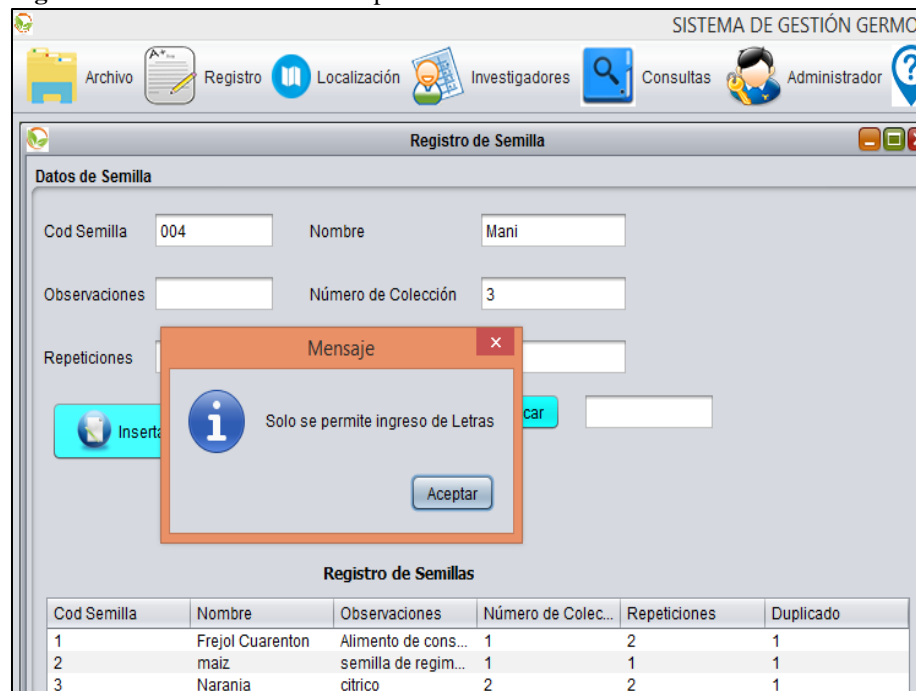 SISTEMA DE GESTIÓN GERMO
Archivo Registro Localización Investigadores Consultas Administrador
Registro de Semilla
Datos de Semilla
Cod Semilla 004 Nombre Mani
Observaciones Número de Colección 3
Repeticiones
Mensaje
Solo se permite ingreso de Letras
Aceptar
Inserta
car
Registro de Semillas
Cod Semilla Nombre Observaciones Número de Colec... Repeticiones Duplicado
1 Frejol Cuarenton Alimento de cons... 1 2 1
2 maiz semilla de regim... 1 1 1
3 Naranja citrico 2 2 1